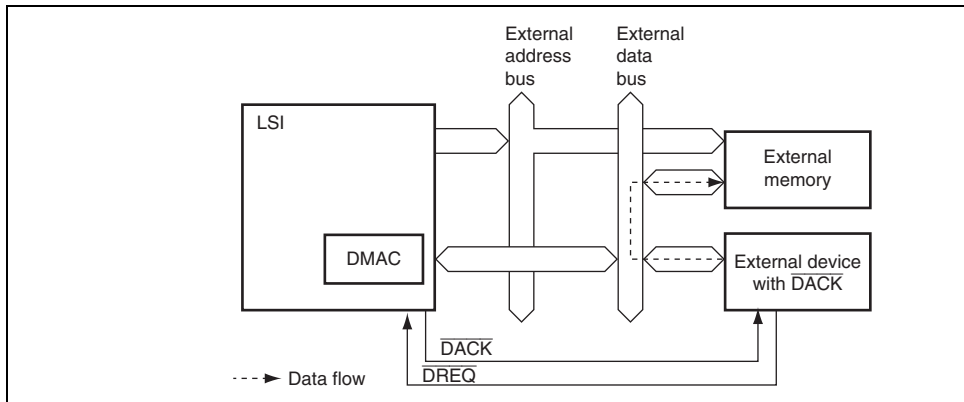 External
address
bus
External
data
bus
LSI
External
memory
DMAC
External device
with DACK
DACK
DREQ
Data flow